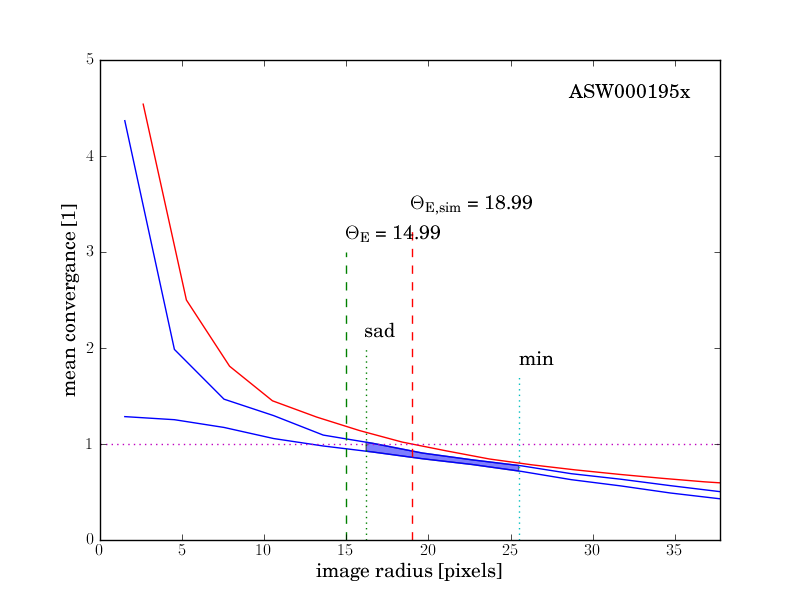 ASW000195x
Θ_E,sim = 18.99
Θ_E = 14.99
sad
min
mean convergance [1]
5
4
3
2
1
0
0 5 10 15 20 25 30 35
image radius [pixels]